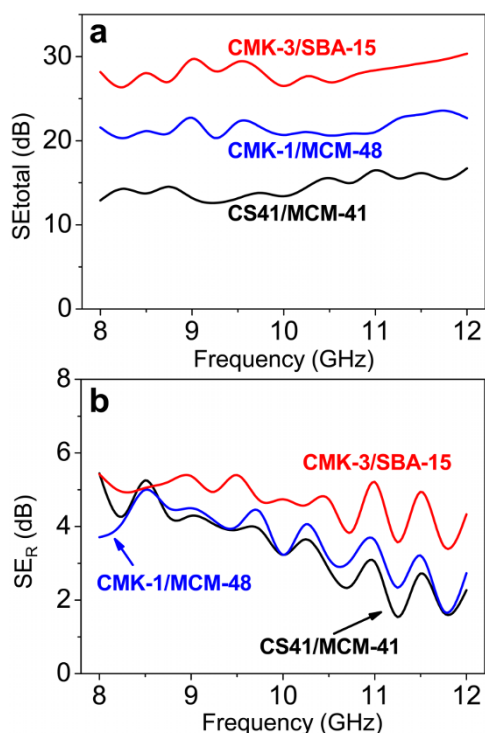 a
CMK-3/SBA-15
CMK-1/MCM-48
CS41/MCM-41
SEtotal (dB)
30
20
10
0
8 9 10 11 12
Frequency (GHz)
b
CMK-3/SBA-15
CMK-1/MCM-48
CS41/MCM-41
SER (dB)
8
6
4
2
0
8 9 10 11 12
Frequency (GHz)